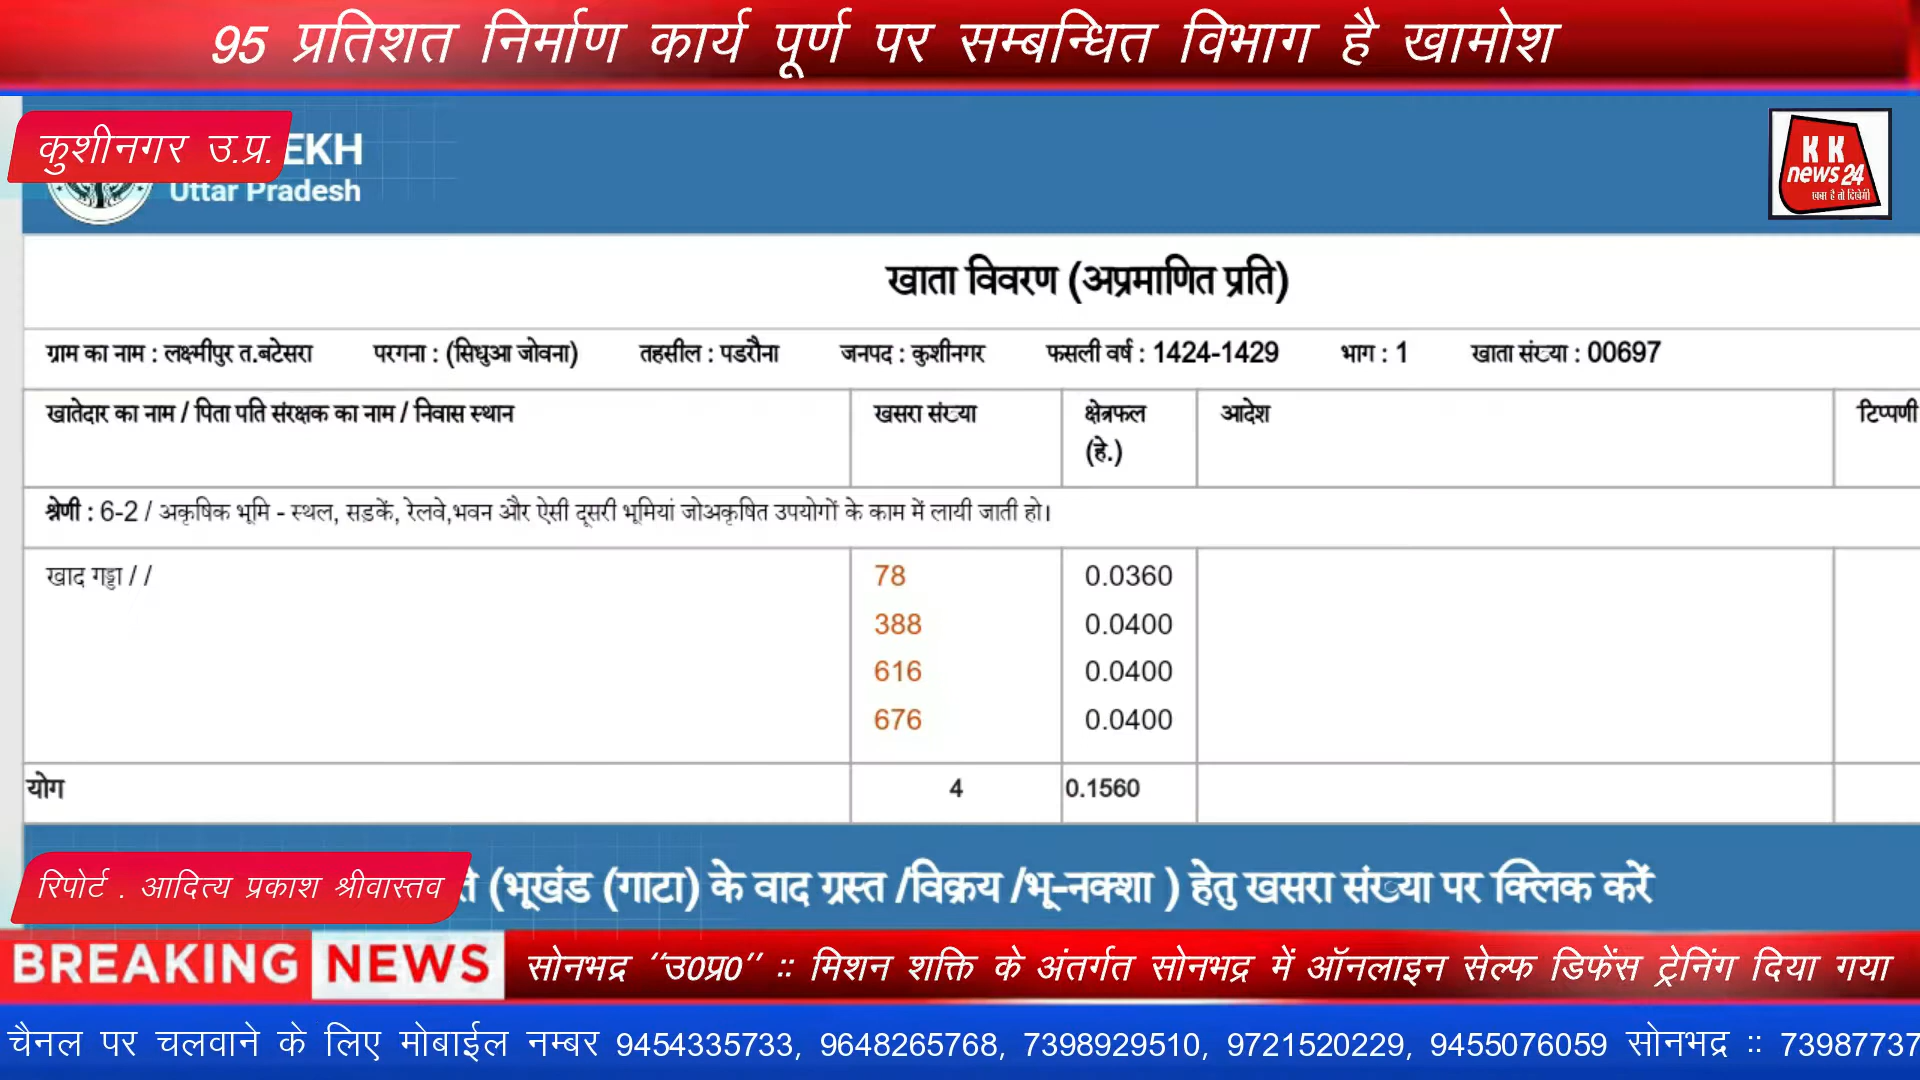 95 प्रतिशत निर्माण कार्य पूर्ण पर सम्बन्धित विभाग है खामोश
कुशीनगर उ.प्र. EKH
Uttar Pradesh
K K
news 24
खबर है तो दिखेगी
खाता विवरण (अप्रमाणित प्रति)
ग्राम का नाम : लक्ष्मीपुर त.बटेसरा परगना : (सिधुआ जोवना) तहसील : पडरौना जनपद : कुशीनगर फसली वर्ष : 1424-1429 भाग : 1 खाता संख्या : 00697
खातेदार का नाम / पिता पति संरक्षक का नाम / निवास स्थान खसरा संख्या क्षेत्रफल (हे.) आदेश टिप्पणी
श्रेणी : 6-2 / अकृषिक भूमि - स्थल, सड़कें, रेलवे,भवन और ऐसी दूसरी भूमियां जोअकृषित उपयोगों के काम में लायी जाती हो।
खाद गड्डा / / 78 0.0360
388 0.0400
616 0.0400
676 0.0400
योग 4 0.1560
(भूखंड (गाटा) के वाद ग्रस्त /विक्रय /भू-नक्शा ) हेतु खसरा संख्या पर क्लिक करें
रिपोर्ट . आदित्य प्रकाश श्रीवास्तव
BREAKING NEWS सोनभद्र “उ0प्र0” :: मिशन शक्ति के अंतर्गत सोनभद्र में ऑनलाइन सेल्फ डिफेंस ट्रेनिंग दिया गया
चैनल पर चलवाने के लिए मोबाईल नम्बर 9454335733, 9648265768, 7398929510, 9721520229, 9455076059 सोनभद्र :: 73987737